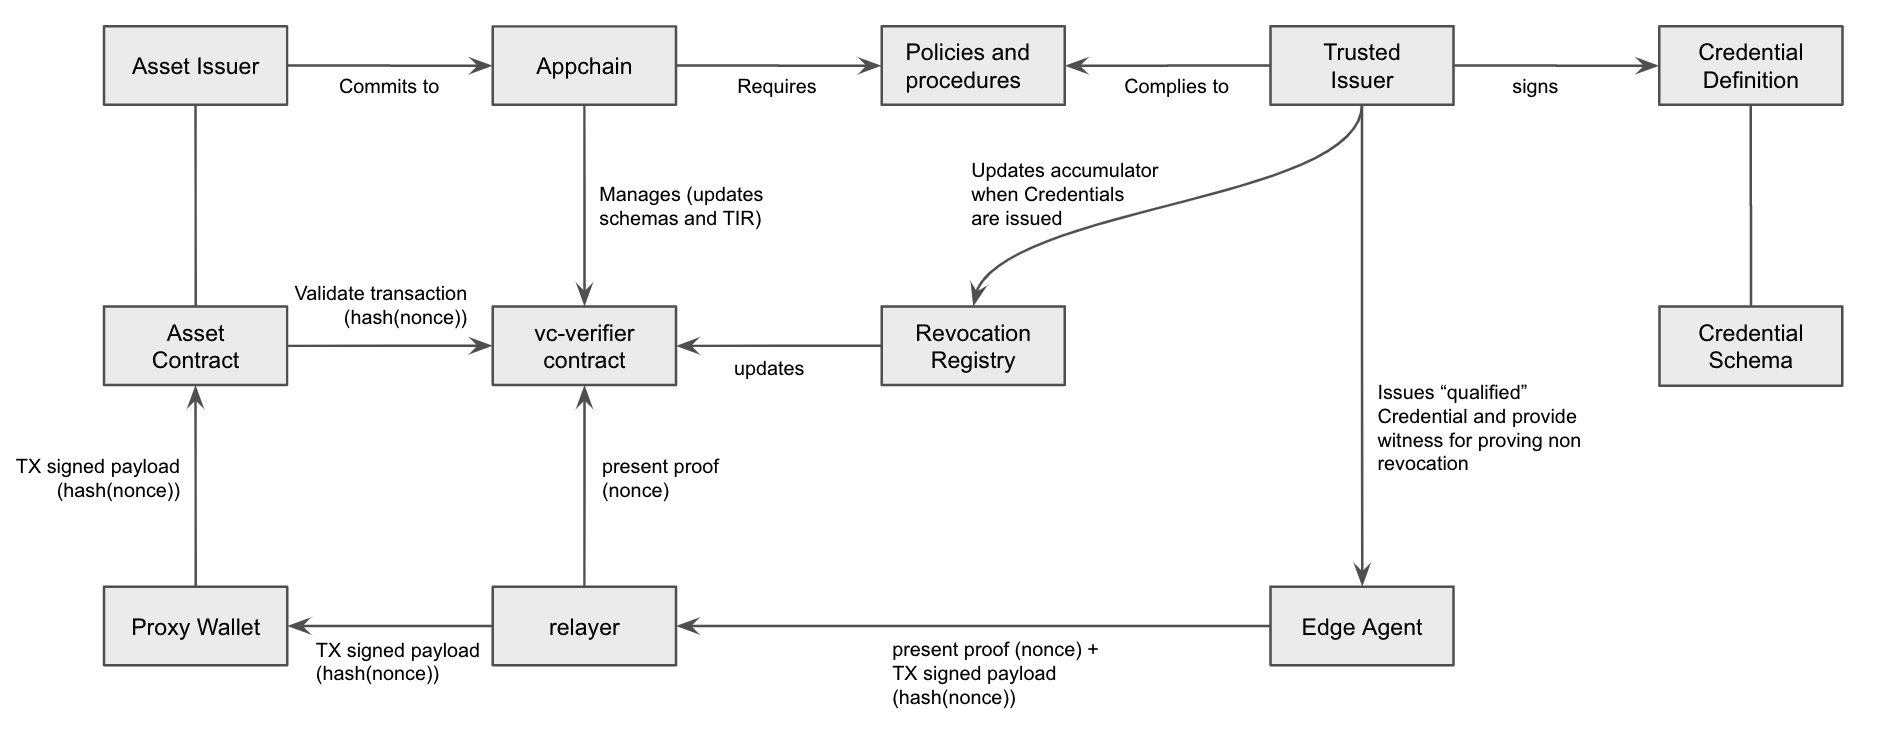 Asset Issuer
Commits to
Appchain
Requires
Policies and
procedures
Complies to
Trusted
Issuer
signs
Credential
Definition
Manages (updates
schemas and TIR)
Updates accumulator
when Credentials
are issued
Validate transaction
(hash(nonce))
Asset
Contract
vc-verifier
contract
updates
Revocation
Registry
Credential
Schema
Issues “qualified”
Credential and provide
witness for proving non
revocation
TX signed payload
(hash(nonce))
present proof
(nonce)
Proxy Wallet
TX signed payload
(hash(nonce))
relayer
present proof (nonce) +
TX signed payload
(hash(nonce))
Edge Agent